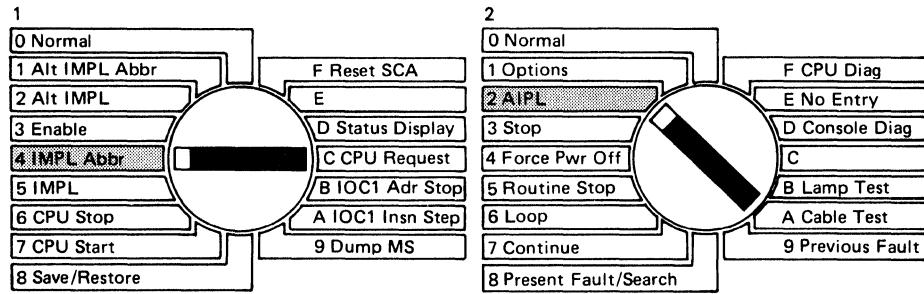 1
0 Normal
1 Alt IMPL Abbr
2 Alt IMPL
3 Enable
4 IMPL Abbr
5 IMPL
6 CPU Stop
7 CPU Start
8 Save/Restore
F Reset SCA
E
D Status Display
C CPU Request
B IOC1 Adr Stop
A IOC1 Insn Step
9 Dump MS
2
0 Normal
1 Options
2 AIPL
3 Stop
4 Force Pwr Off
5 Routine Stop
6 Loop
7 Continue
8 Present Fault/Search
F CPU Diag
E No Entry
D Console Diag
C
B Lamp Test
A Cable Test
9 Previous Fault